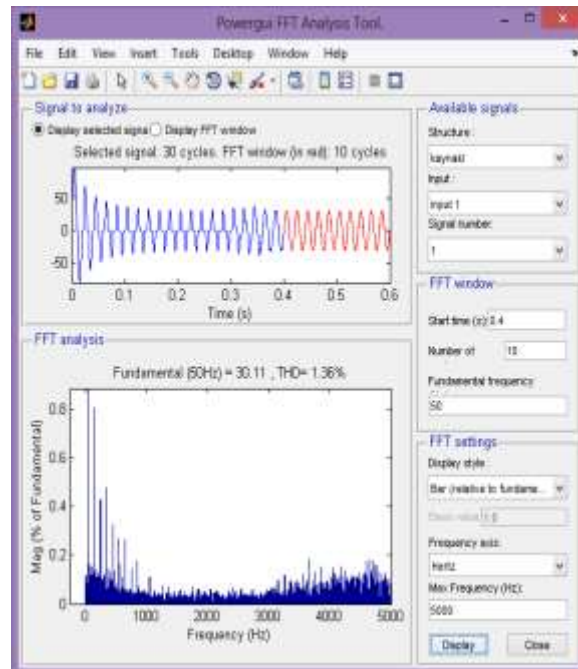 Powergui FFT Analysis Tool.
File Edit View Insert Tools Desktop Window Help
Signal to analyze
Display selected signal Display FFT window
Selected signal: 30 cycles. FFT window (in red): 10 cycles
50
0
-50
0 0.1 0.2 0.3 0.4 0.5 0.6
Time (s)
FFT analysis
Fundamental (50Hz) = 30.11 , THD= 1.36%
0.8
0.6
0.4
0.2
0
Mag (% of Fundamental)
0 1000 2000 3000 4000 5000
Frequency (Hz)
Available signals
Structure :
Input :
input 1
Signal number:
1
FFT window
Start time (s): 0.4
Number of 10
Fundamental frequency
50
FFT settings
Display style :
Bar (relative to fundame...
Frequency axis:
Hertz
Max Frequency (Hz):
5000
Display Close